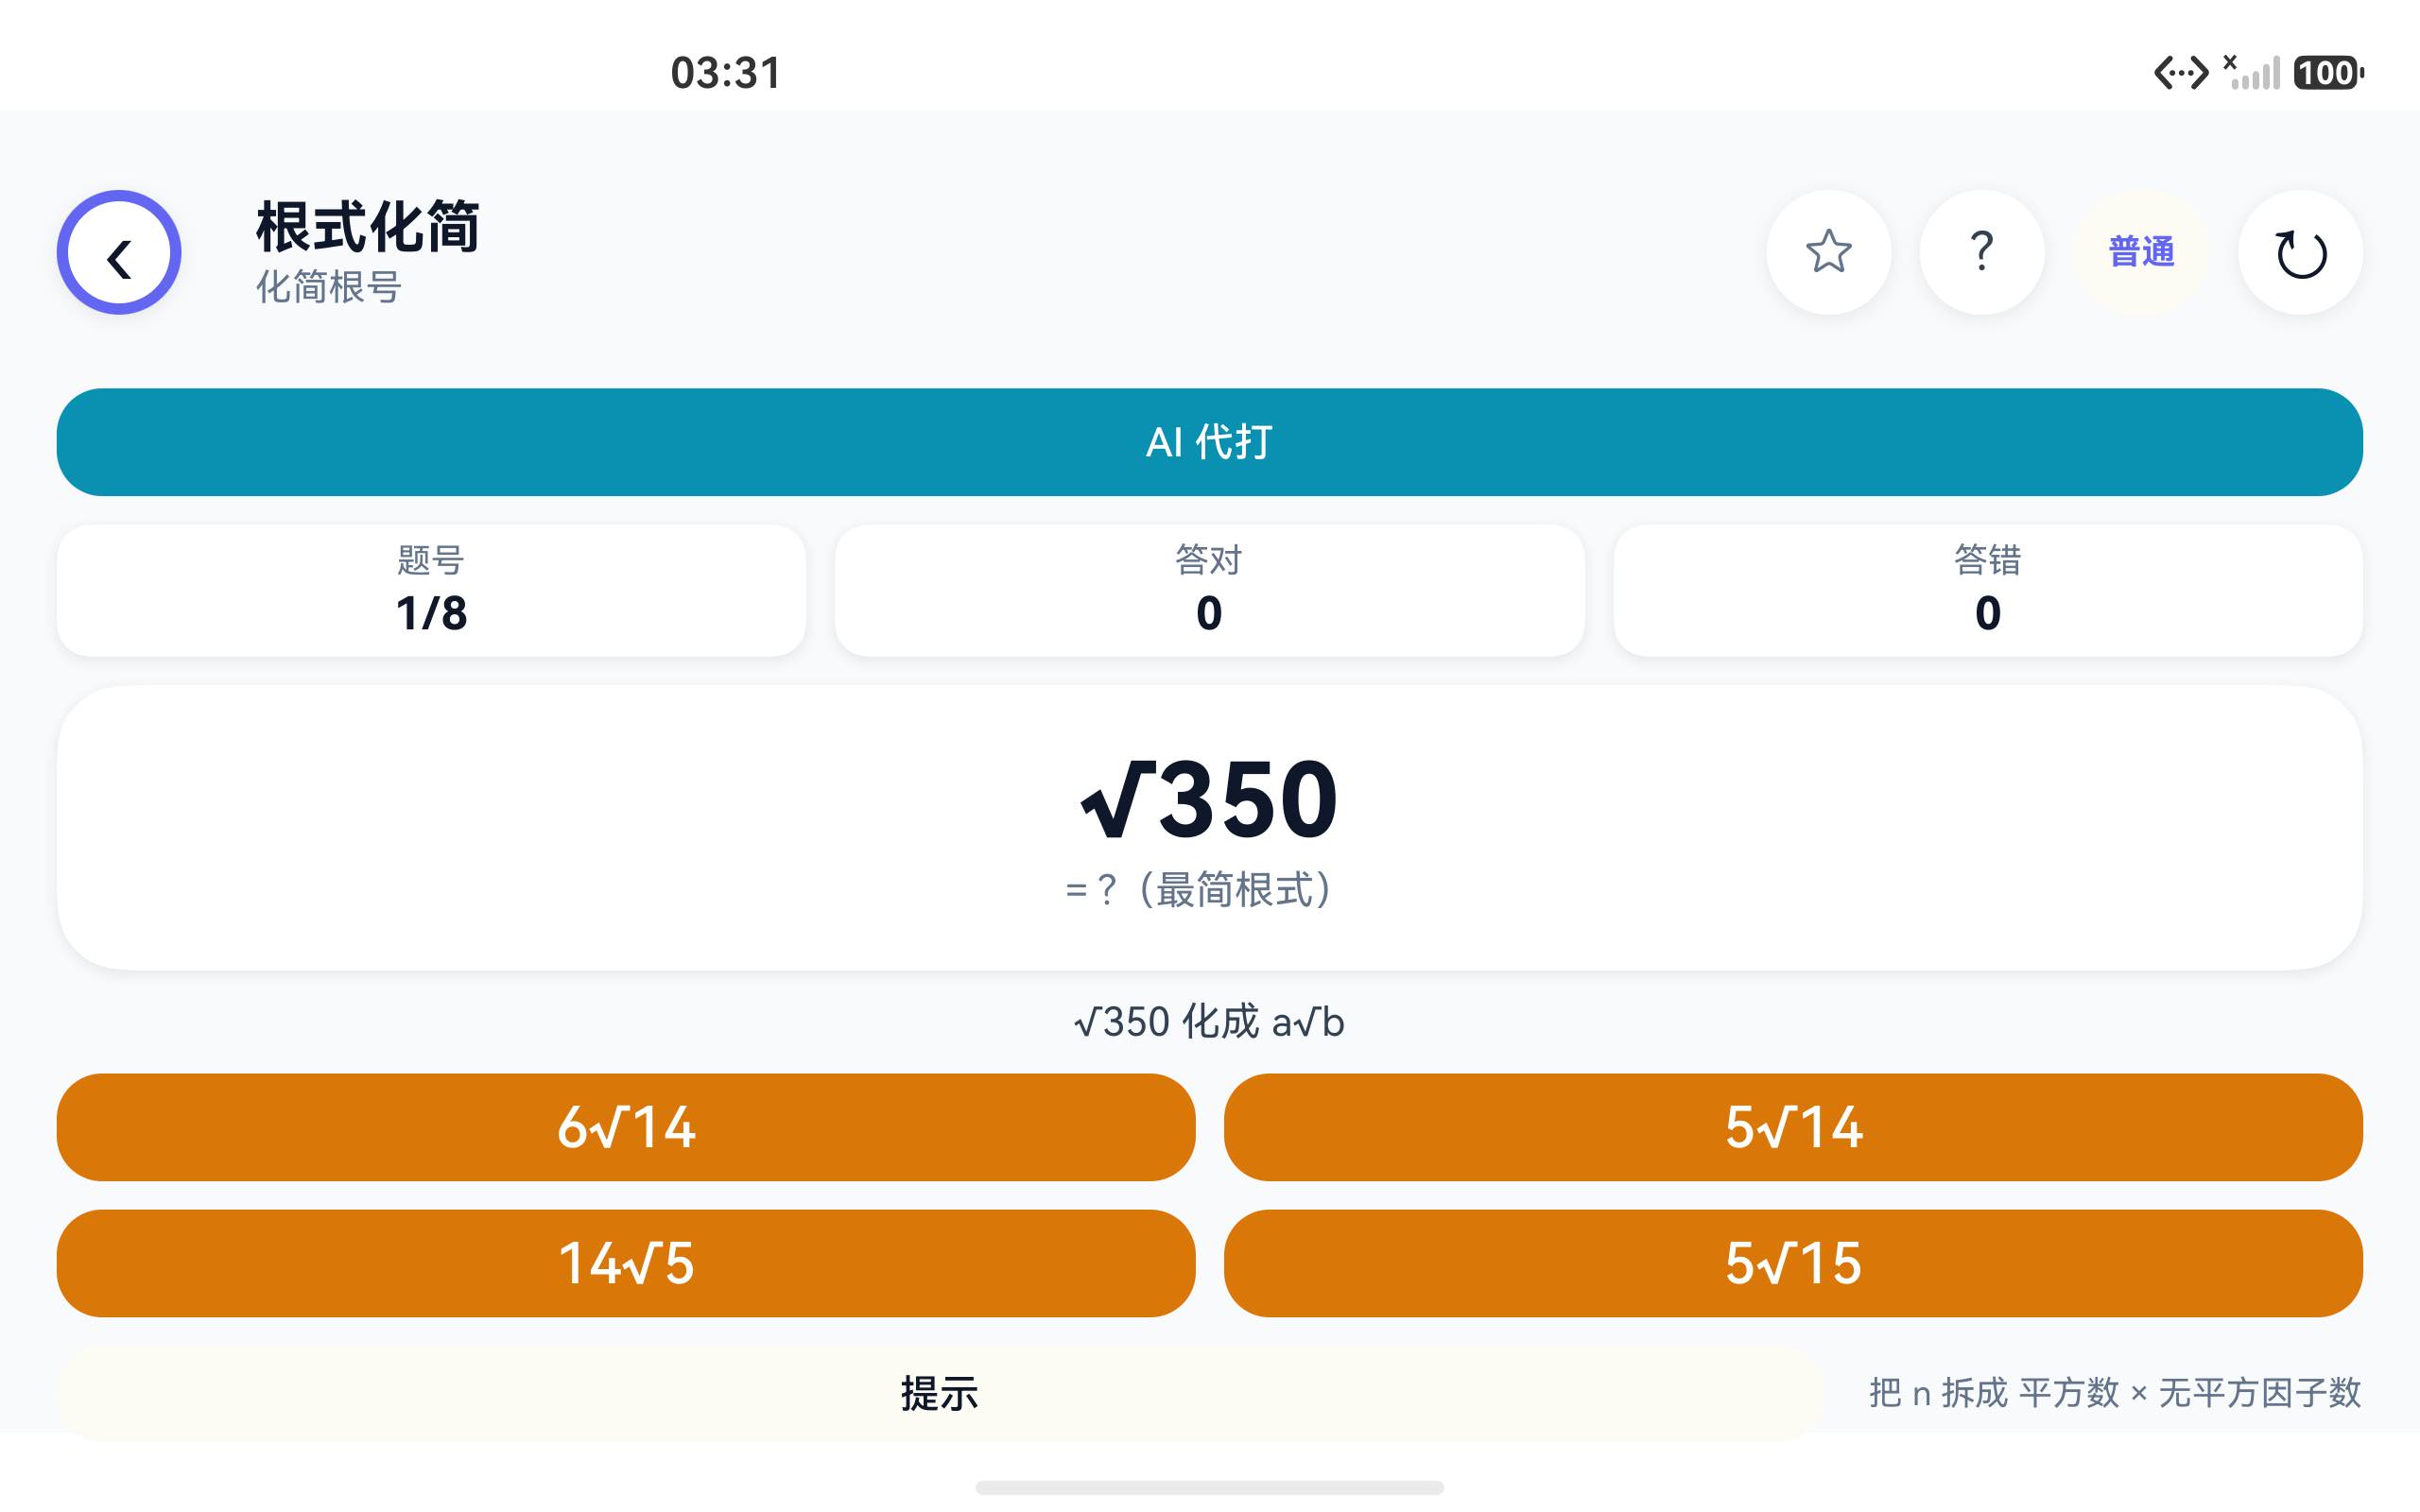 03:31
100
根式化简
化简根号
?
普通
AI 代打
题号
1/8
答对
0
答错
0
√350
= ?（最简根式）
√350 化成 a√b
6√14
5√14
14√5
5√15
提示
把 n 拆成 平方数 × 无平方因子数